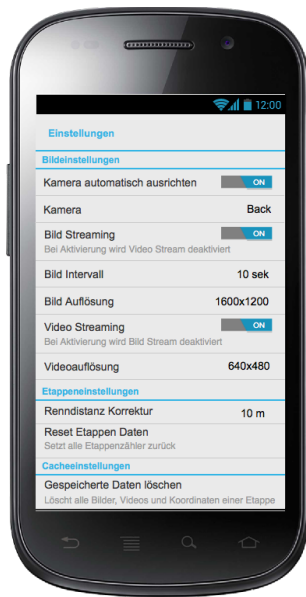 12:00
Einstellungen
Bildeinstellungen
Kamera automatisch ausrichten ON
Kamera Back
Bild Streaming ON
Bei Aktivierung wird Video Stream deaktiviert
Bild Intervall 10 sek
Bild Auflösung 1600x1200
Video Streaming ON
Bei Aktivierung wird Bild Stream deaktiviert
Videoauflösung 640x480
Etappeneinstellungen
Renndistanz Korrektur 10 m
Reset Etappen Daten
Setzt alle Etappenzähler zurück
Cacheeinstellungen
Gespeicherte Daten löschen
Löscht alle Bilder, Videos und Koordinaten einer Etappe